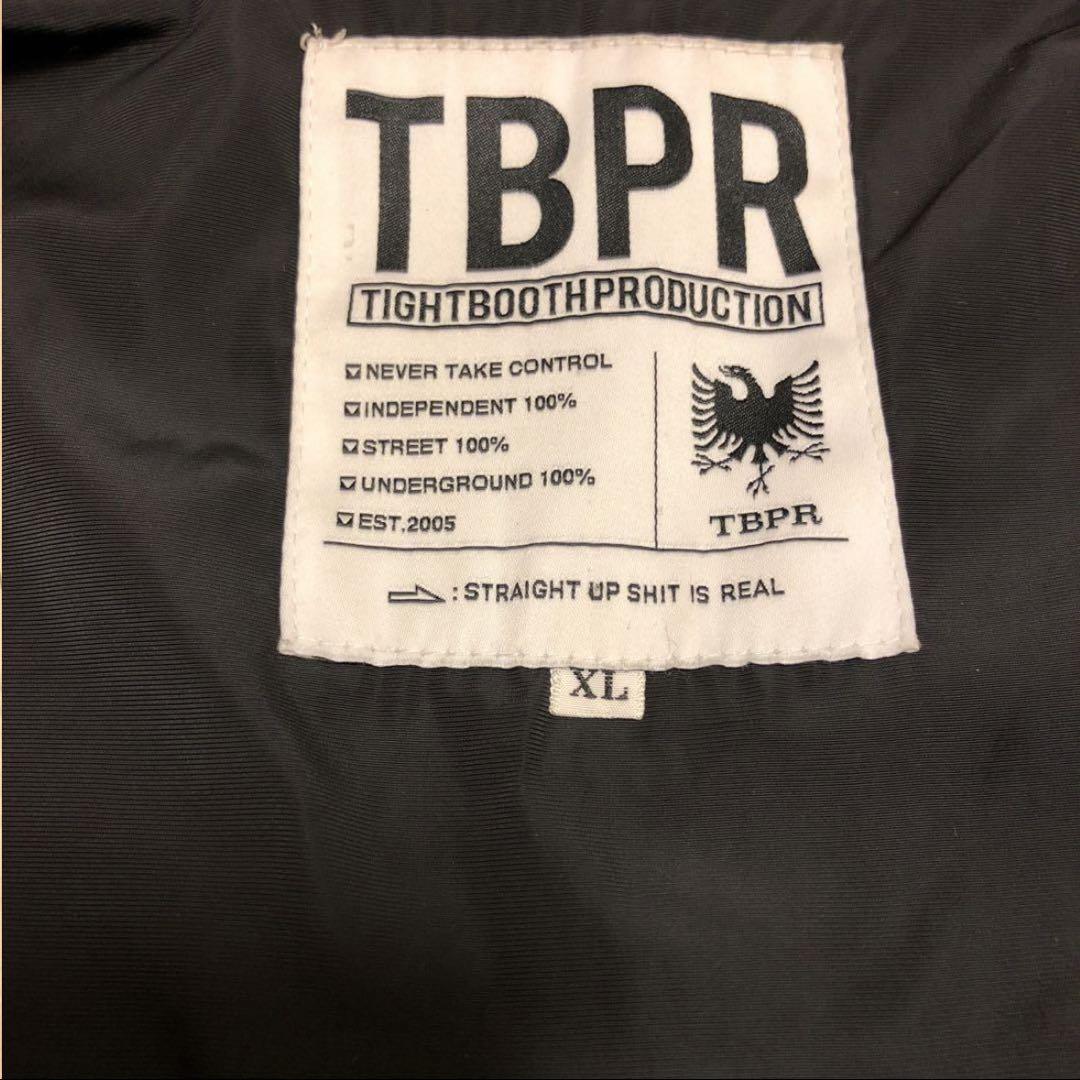 TBPR
TIGHTBOOTHPRODUCTION
NEVER TAKE CONTROL
INDEPENDENT 100%
STREET 100%
UNDERGROUND 100%
EST.2005
TBPR
: STRAIGHT UP SHIT IS REAL
XL